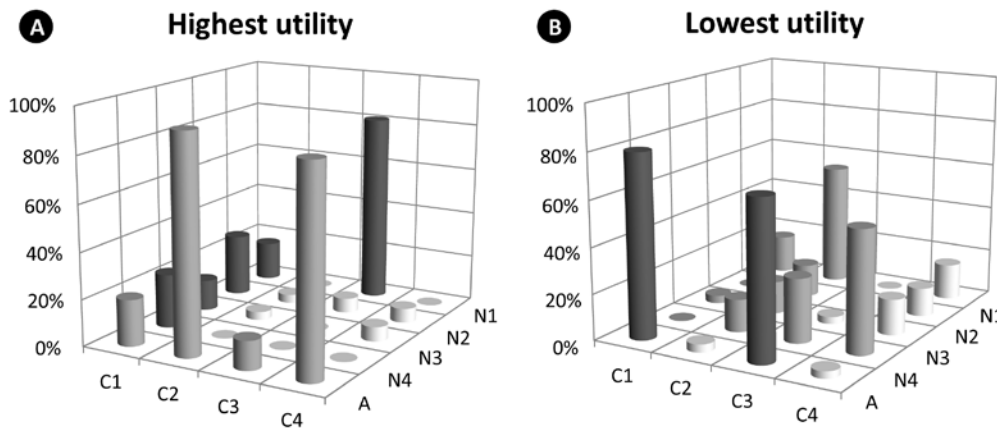 A
Highest utility
100%
80%
60%
40%
20%
0%
C1
C2
C3
C4
A
N4
N3
N2
N1
B
Lowest utility
100%
80%
60%
40%
20%
0%
C1
C2
C3
C4
A
N4
N3
N2
N1